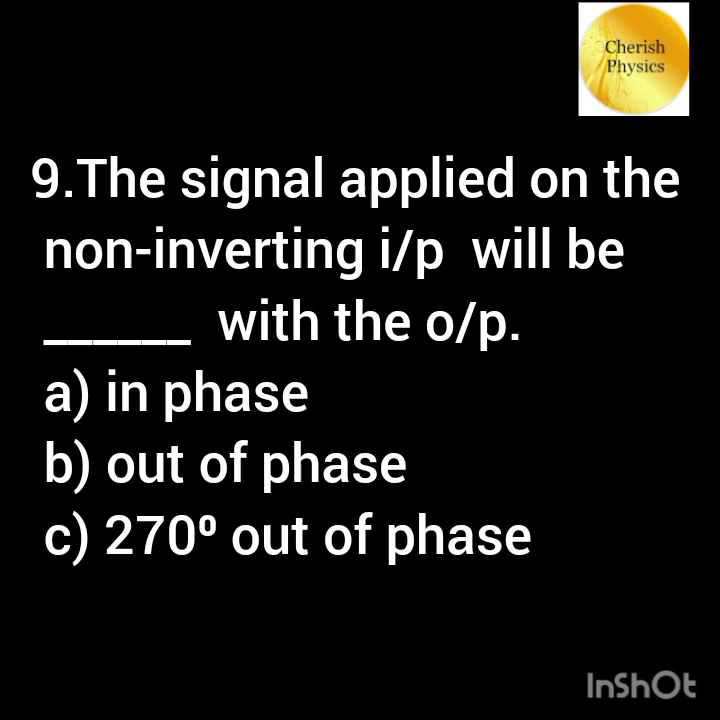 Cherish
Physics
9.The signal applied on the
non-inverting i/p will be
______ with the o/p.
a) in phase
b) out of phase
c) 270º out of phase
InShOt